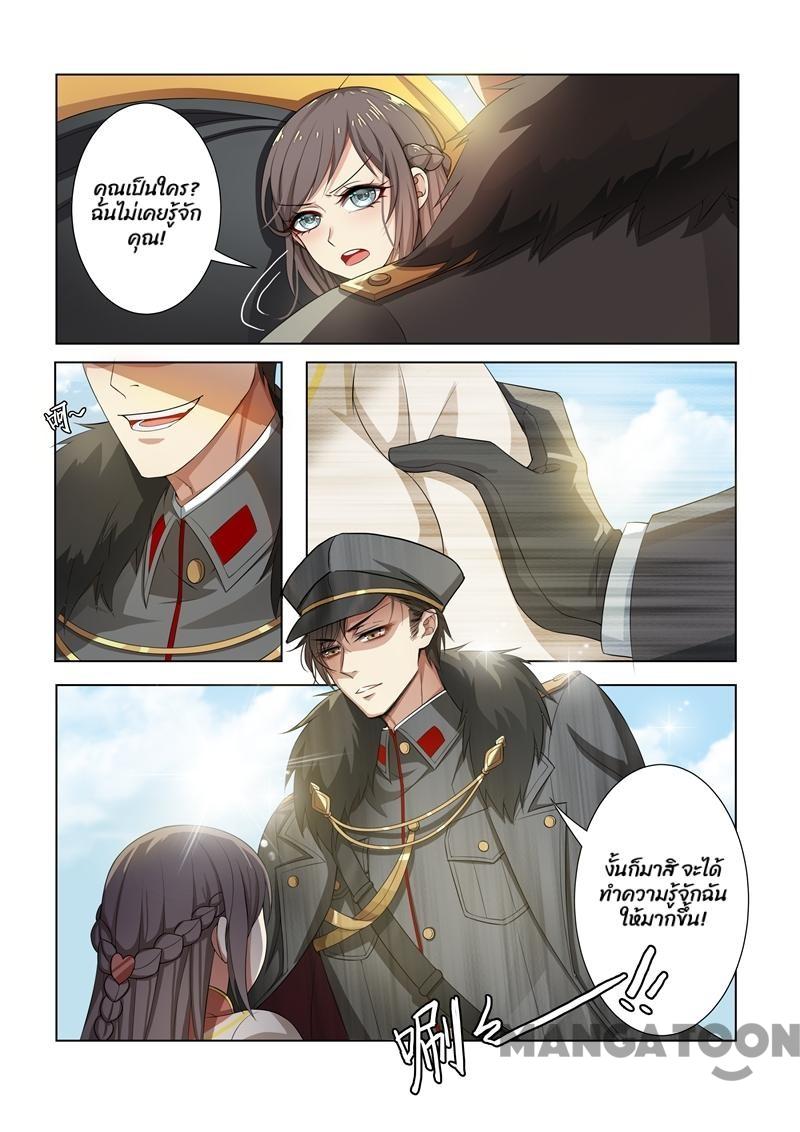 คุณเป็นใคร?
ฉันไม่เคยรู้จัก
คุณ!
啊~
งั้นก็มาสิ จะได้
ทำความรู้จักฉัน
ให้มากขึ้น!
唰—!!
MANGATOON